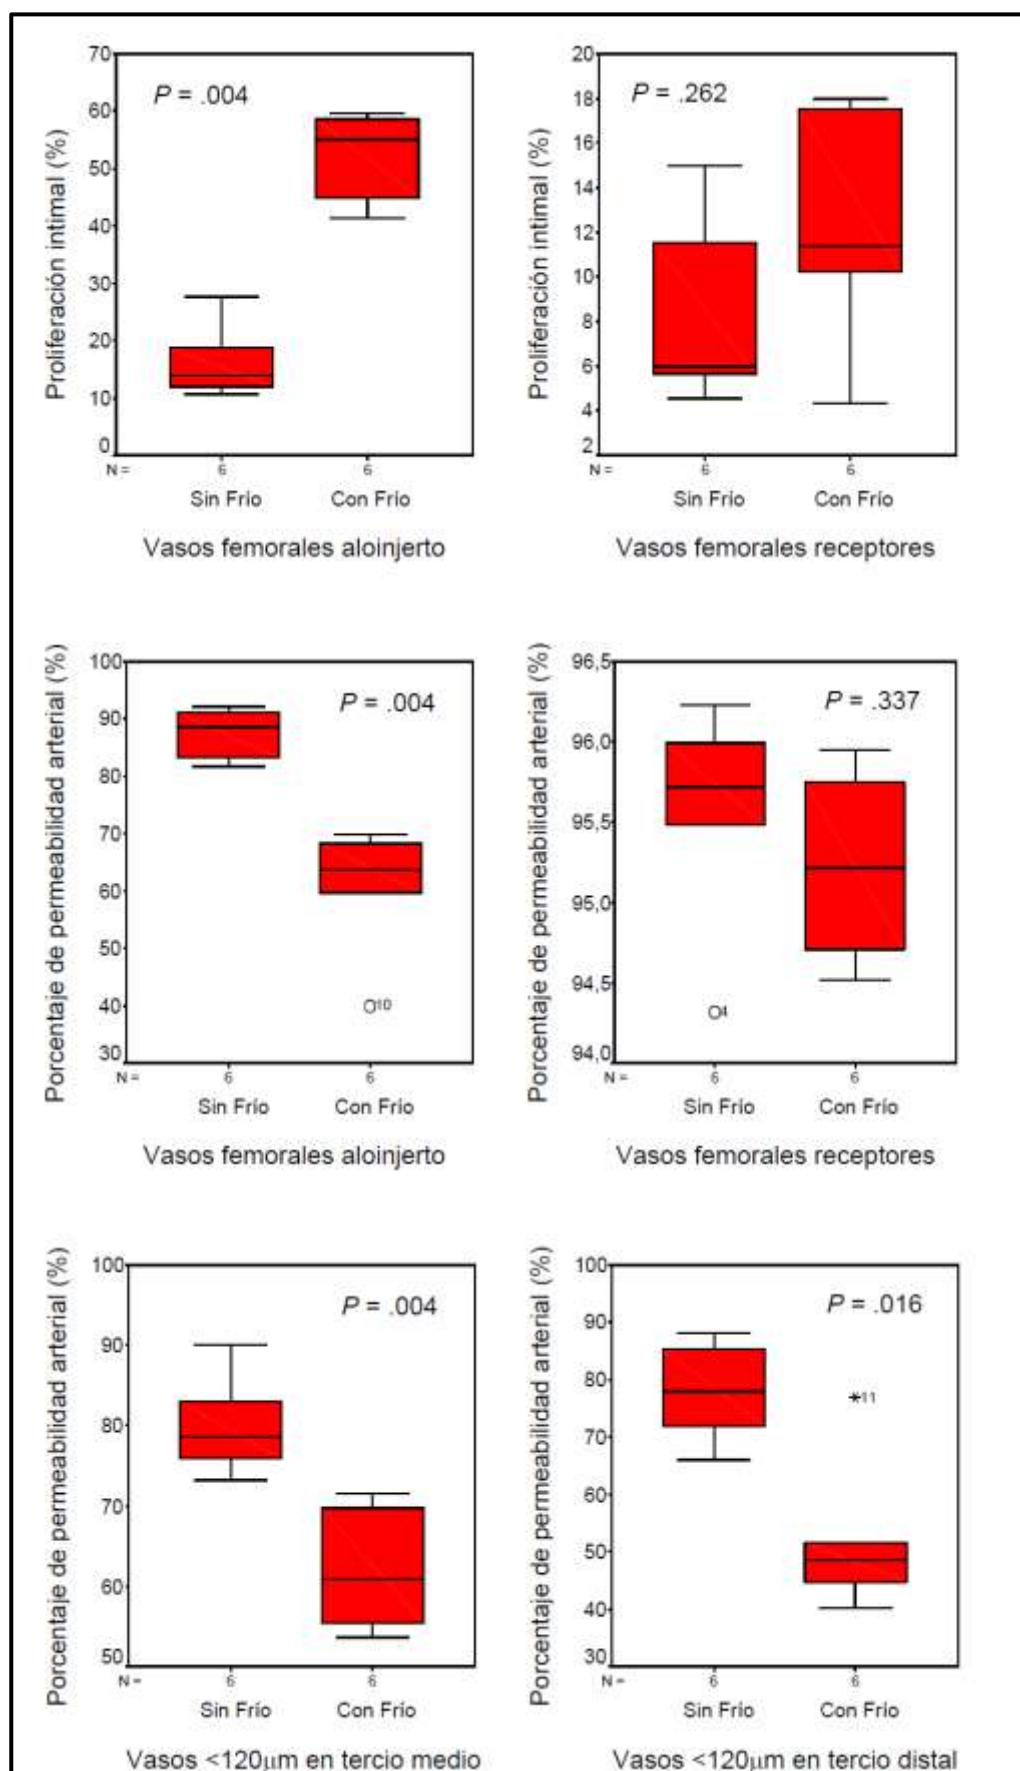 Proliferación intimal (%)
70
60
50
40
30
20
10
0
P = .004
N =
6
6
Sin Frío
Con Frío
Vasos femorales aloinjerto
Proliferación intimal (%)
20
18
16
14
12
10
8
6
4
2
P = .262
N =
6
6
Sin Frío
Con Frío
Vasos femorales receptores
Porcentaje de permeabilidad arterial (%)
100
90
80
70
60
50
40
30
P = .004
10
N =
6
6
Sin Frío
Con Frío
Vasos femorales aloinjerto
Porcentaje de permeabilidad arterial (%)
96,5
96,0
95,5
95,0
94,5
94,0
P = .337
4
N =
6
6
Sin Frío
Con Frío
Vasos femorales receptores
Porcentaje de permeabilidad arterial (%)
100
90
80
70
60
50
P = .004
N =
6
6
Sin Frío
Con Frío
Vasos <120µm en tercio medio
Porcentaje de permeabilidad arterial (%)
100
90
80
70
60
50
40
30
P = .016
11
N =
6
6
Sin Frío
Con Frío
Vasos <120µm en tercio distal